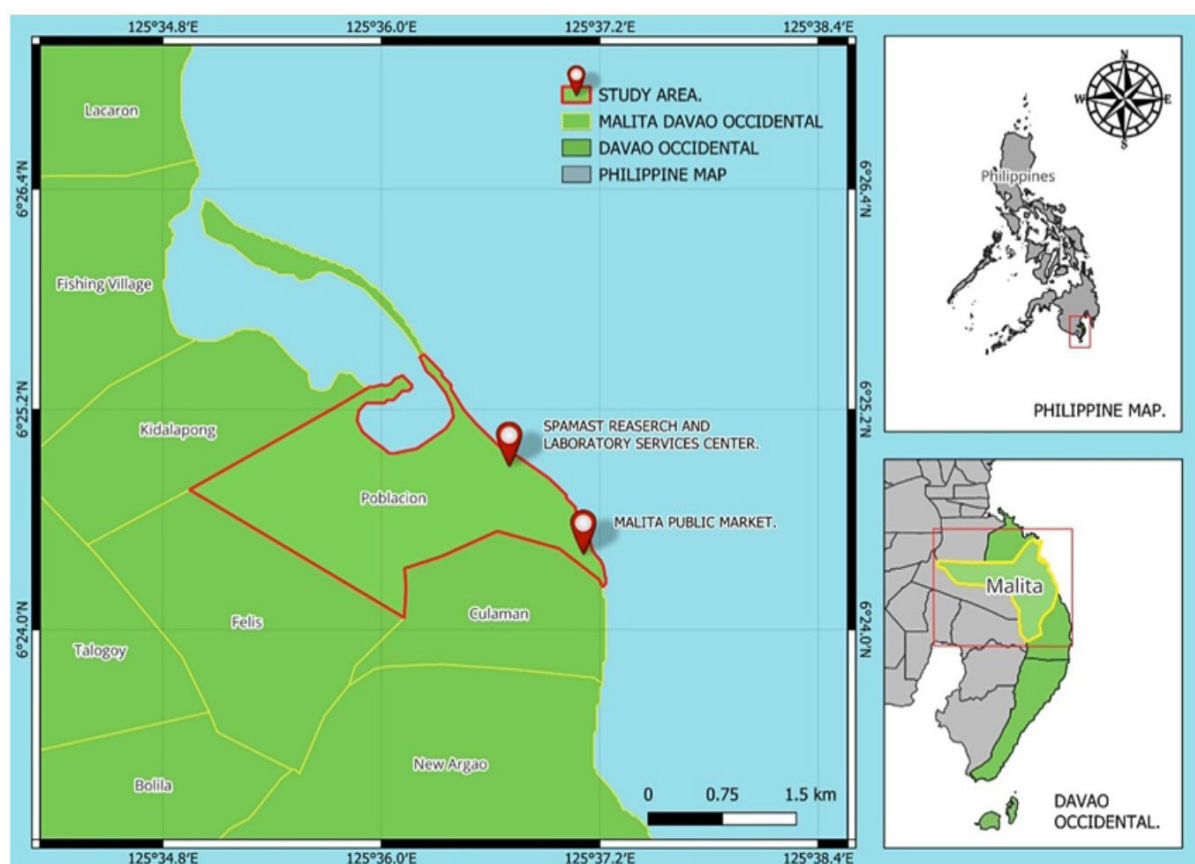 125°34.8'E
125°36.0'E
125°37.2'E
125°38.4'E
Lacaron
STUDY AREA.
MALITA DAVAO OCCIDENTAL
DAVAO OCCIDENTAL
PHILIPPINE MAP
6°26.4'N
6°26.4'N
Fishing Village
6°25.2'N
6°25.2'N
Kidalapong
SPAMAST REASERCH AND
LABORATORY SERVICES CENTER.
Poblacion
MALITA PUBLIC MARKET.
Felis
Culaman
6°24.0'N
6°24.0'N
Talogoy
New Argao
Bolila
0 0.75 1.5 km
125°34.8'E
125°36.0'E
125°37.2'E
125°38.4'E
N
W
E
S
Philippines
PHILIPPINE MAP.
Malita
DAVAO
OCCIDENTAL.